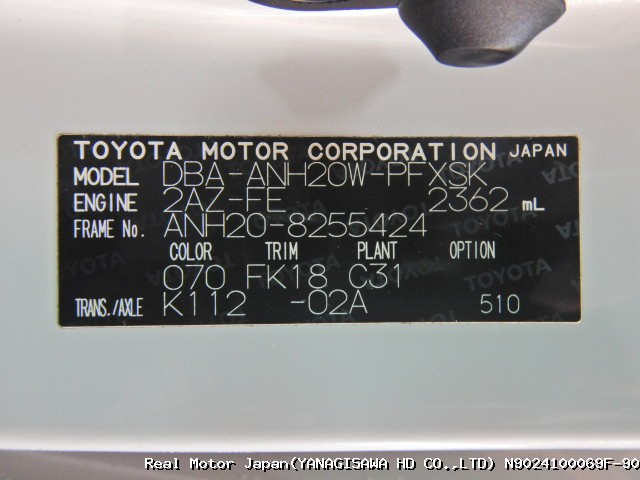 TOYOTA MOTOR CORPORATION JAPAN
MODEL DBA-ANH20W-PFXSK
ENGINE 2AZ-FE 2362 mL
FRAME No. ANH20-8255424
COLOR TRIM PLANT OPTION
070 FK18 C31
TRANS./AXLE K112 -02A 510
Real Motor Japan(YANAGISAWA HD CO.,LTD) N9024100069F-90